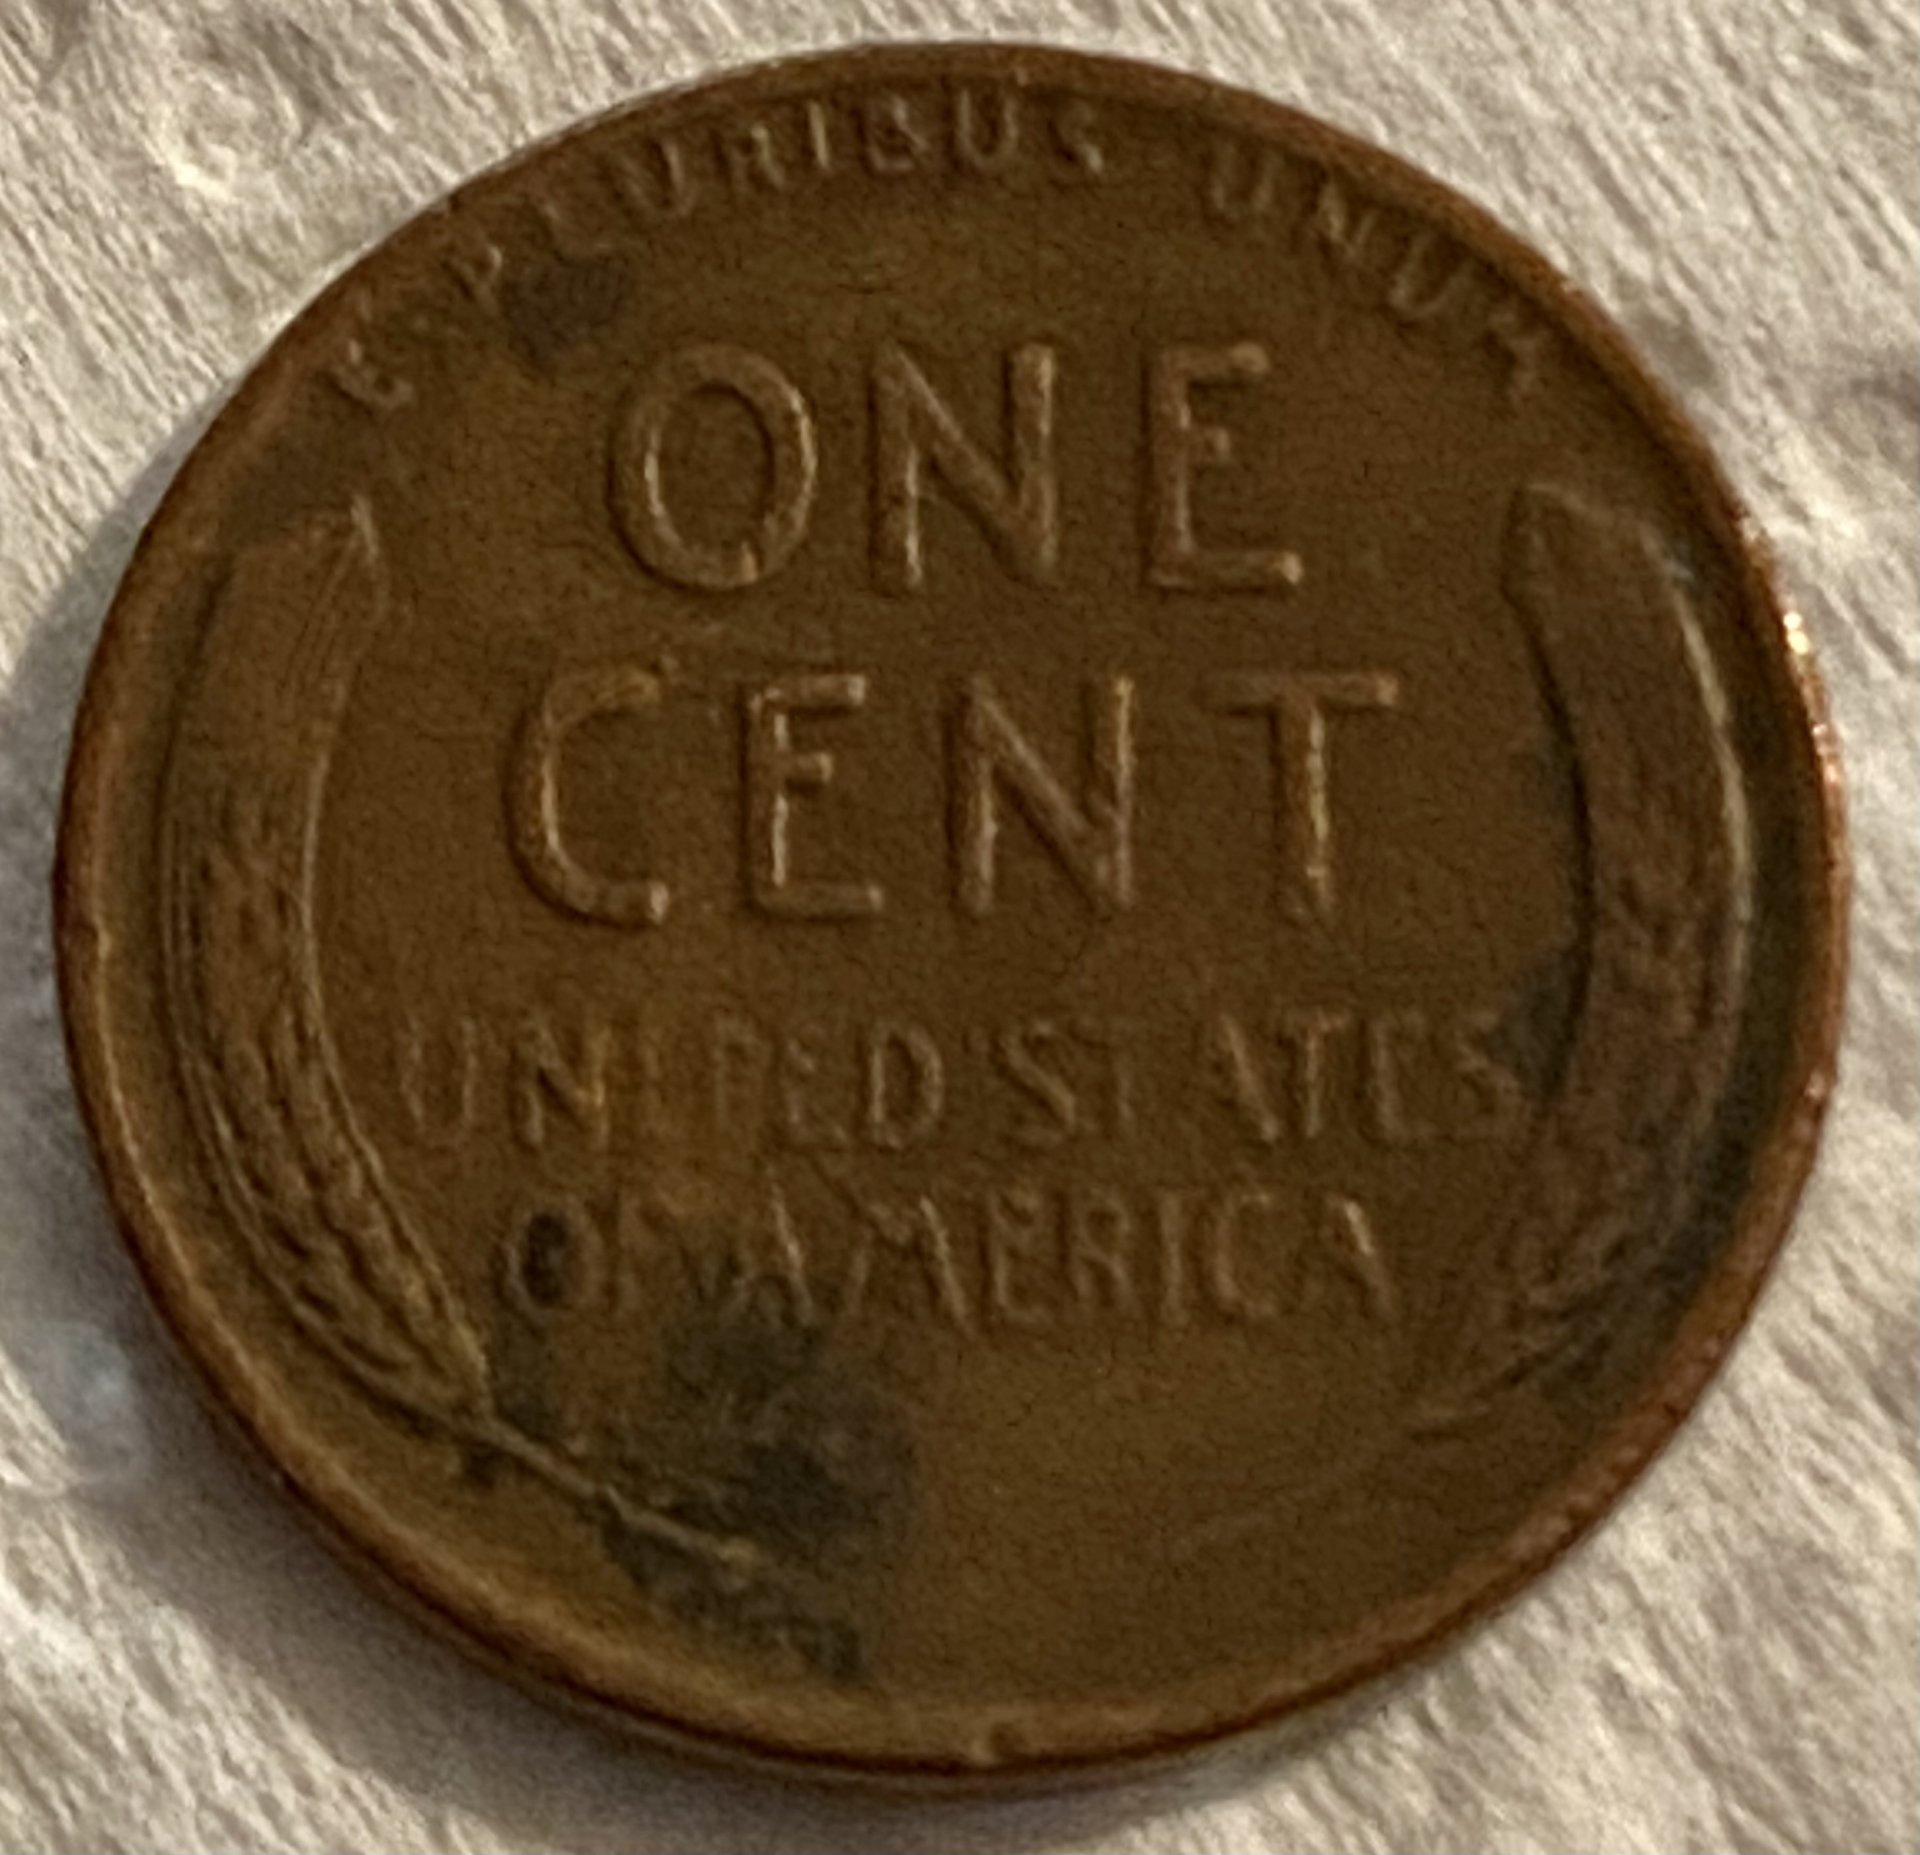 E PLURIBUS UNUM
ONE
CENT
UNITED STATES
OF AMERICA